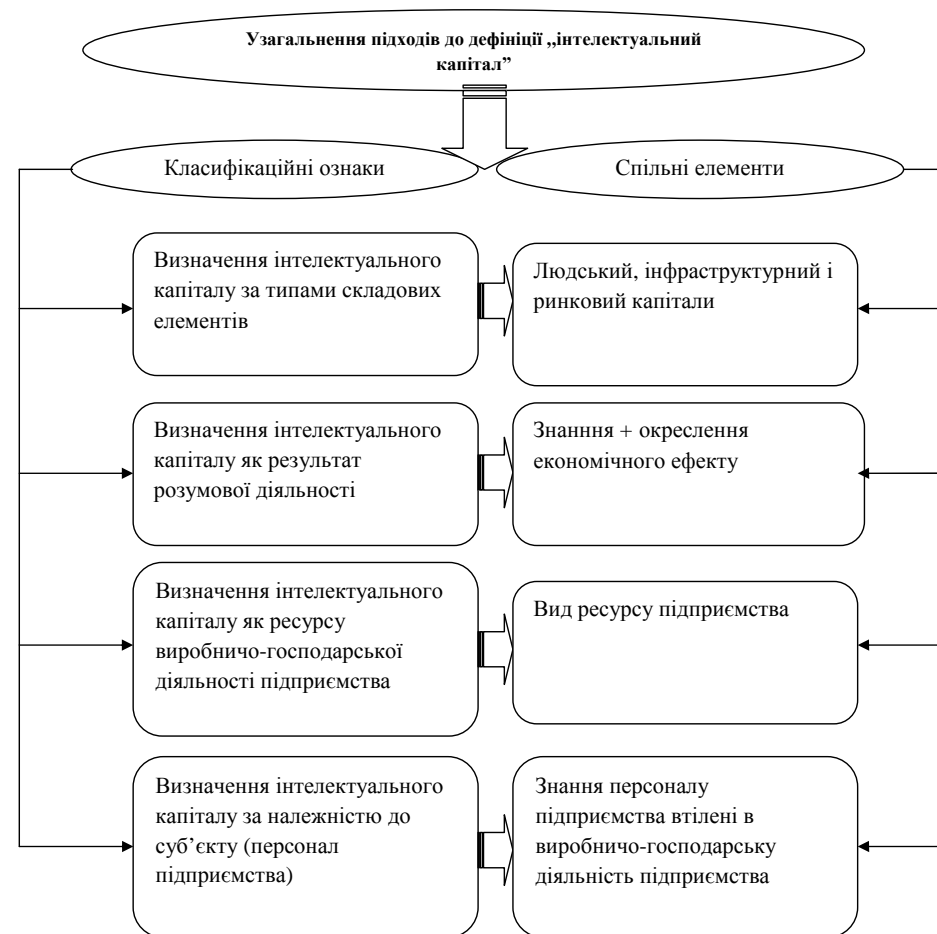 Узагальнення підходів до дефініції „інтелектуальний
капітал”
Класифікаційні ознаки
Спільні елементи
Визначення інтелектуального
капіталу за типами складових
елементів
Людський, інфраструктурний і
ринковий капітали
Визначення інтелектуального
капіталу як результат
розумової діяльності
Знанння + окреслення
економічного ефекту
Визначення інтелектуального
капіталу як ресурсу
виробничо-господарської
діяльності підприємства
Вид ресурсу підприємства
Визначення інтелектуального
капіталу за належністю до
суб’єкту (персонал
підприємства)
Знання персоналу
підприємства втілені в
виробничо-господарську
діяльність підприємства